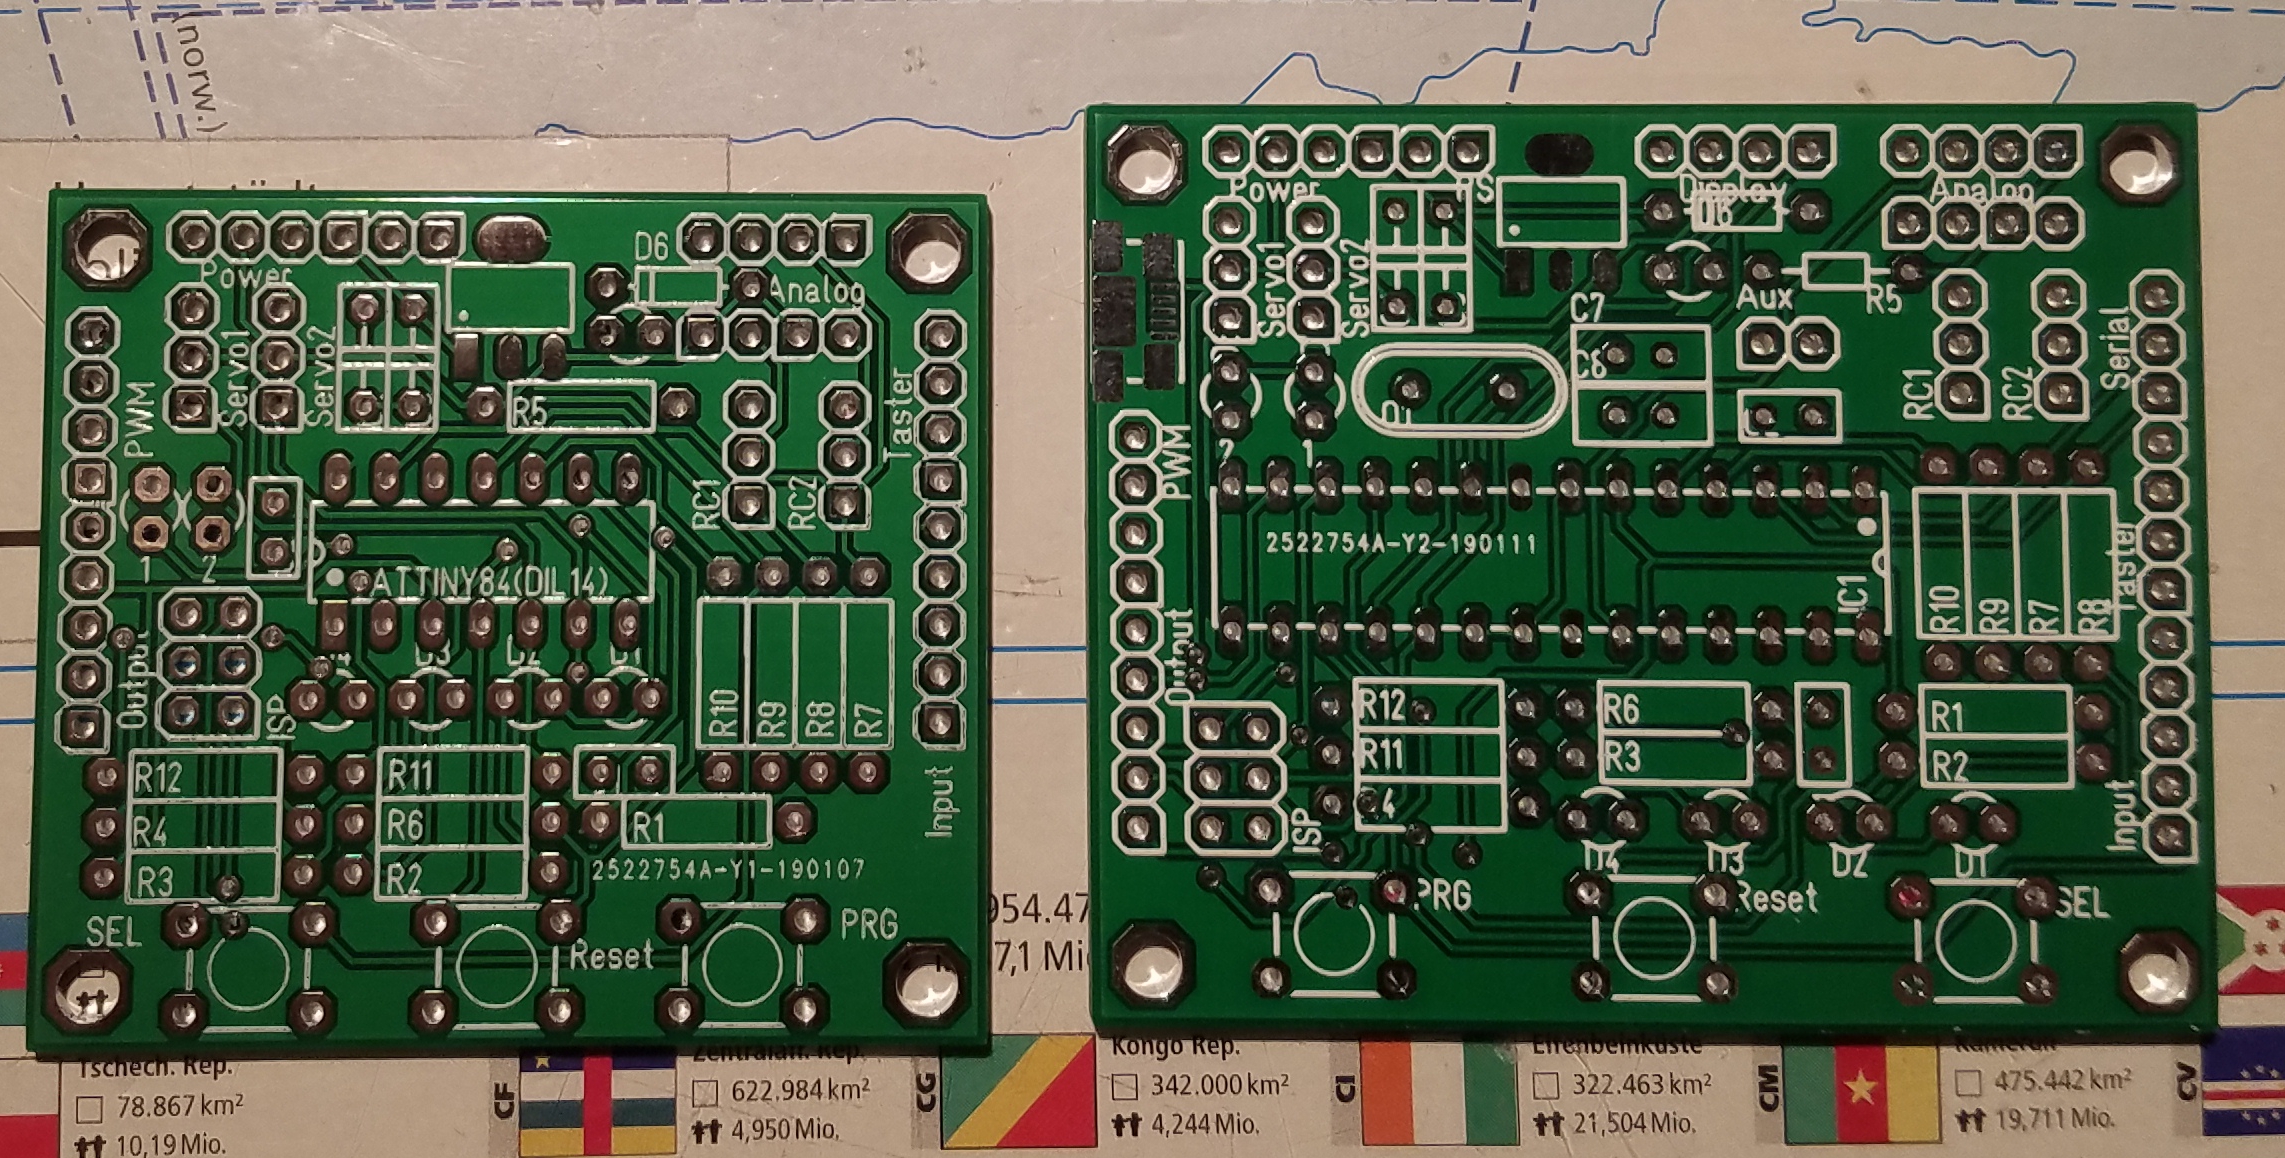 (norw.)
Power
D6
Analog
Servo1
Servo2
PWM
R5
Taster
RC1
RC2
1
2
ATTINY84(DIL14)
Output
ISP
R10
R9
R8
R7
R12
R4
R3
R11
R6
R2
R1
Input
2522754A-Y1-190107
SEL
Reset
PRG
Power
Display
Analog
Servo1
Servo2
C7
C6
Aux
R5
RC1
RC2
Serial
PWM
1
2522754A-Y2-190111
IC1
R10
R9
R7
R8
Taster
Output
ISP
R12
R11
R6
R3
R1
R2
Input
D4
D3
D2
D1
PRG
Reset
SEL
954.47
7,1 Mi
Tschech. Rep.
78.867 km²
10,19 Mio.
CF
Zentralafr. Rep.
622.984 km²
4,950 Mio.
CG
Kongo Rep.
342.000 km²
4,244 Mio.
CI
Elfenbeinküste
322.463 km²
21,504 Mio.
CM
Kamerun
475.442 km²
19,711 Mio.
CV